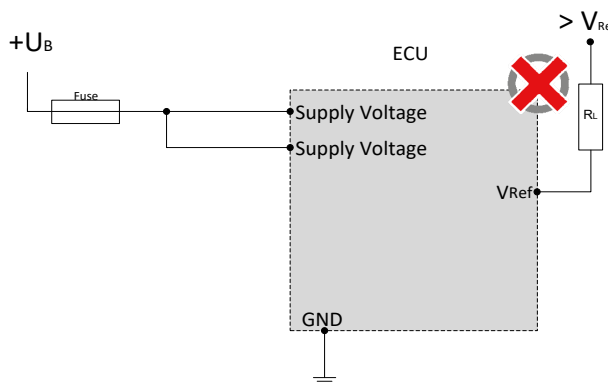 > VRe
+UB
ECU
Fuse
Supply Voltage
RL
Supply Voltage
VRef
GND